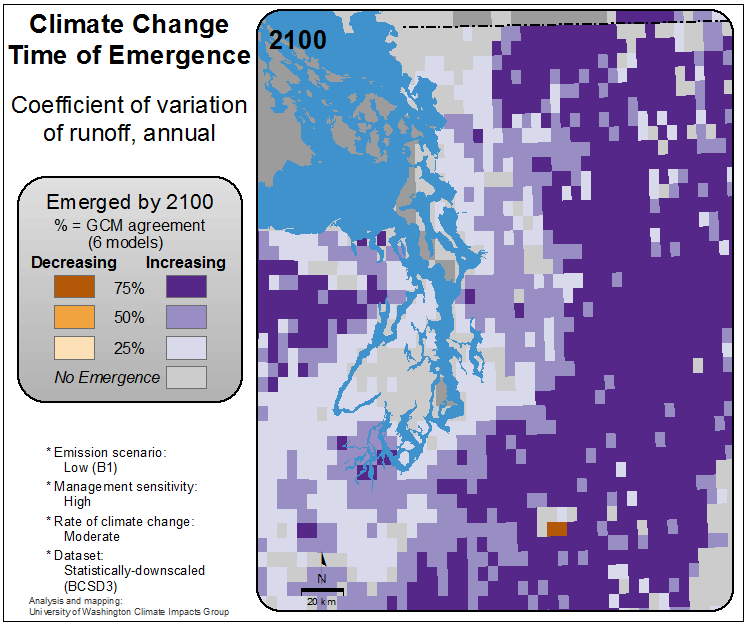 Climate Change
Time of Emergence
Coefficient of variation
of runoff, annual
Emerged by 2100
% = GCM agreement
(6 models)
Decreasing Increasing
75%
50%
25%
No Emergence
* Emission scenario:
Low (B1)
* Management sensitivity:
High
* Rate of climate change:
Moderate
* Dataset:
Statistically-downscaled
(BCSD3)
Analysis and mapping:
University of Washington Climate Impacts Group
2100
N
20 km